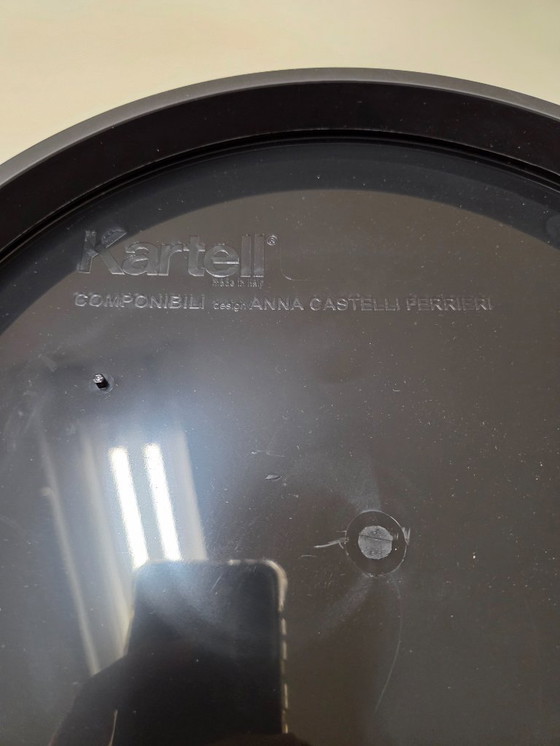 Kartell®
made in italy
COMPONIBILI design ANNA CASTELLI FERRIERI